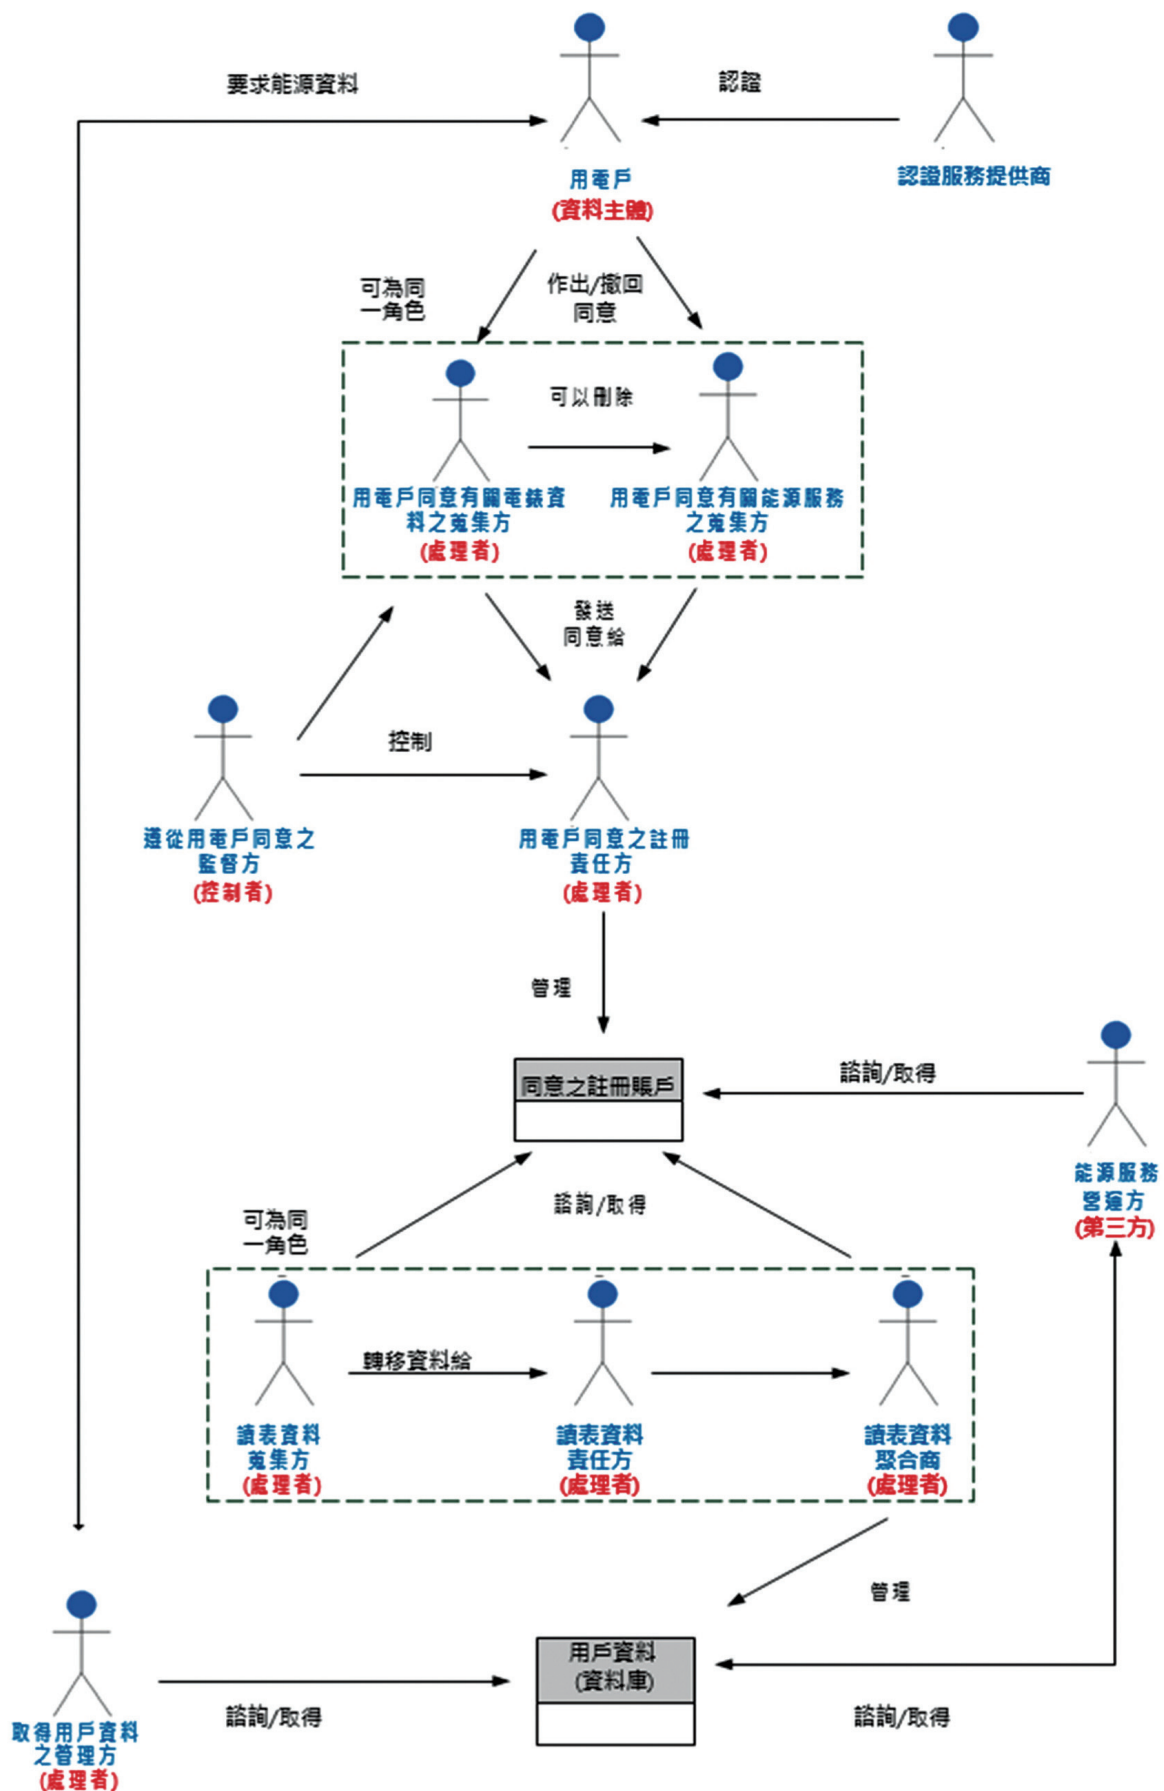 要求能源資料
認證
用電戶
(資料主體)
認證服務提供商
可為同
一角色
作出/撤回
同意
可以刪除
用電戶同意有關電錶資
料之蒐集方
(處理者)
用電戶同意有關能源服務
之蒐集方
(處理者)
發送
同意給
控制
遵從用電戶同意之
監督方
(控制者)
用電戶同意之註冊
責任方
(處理者)
管理
同意之註冊賬戶
諮詢/取得
能源服務
營運方
(第三方)
諮詢/取得
可為同
一角色
轉移資料給
讀表資料
蒐集方
(處理者)
讀表資料
責任方
(處理者)
讀表資料
聚合商
(處理者)
管理
用戶資料
(資料庫)
諮詢/取得
諮詢/取得
取得用戶資料
之管理方
(處理者)